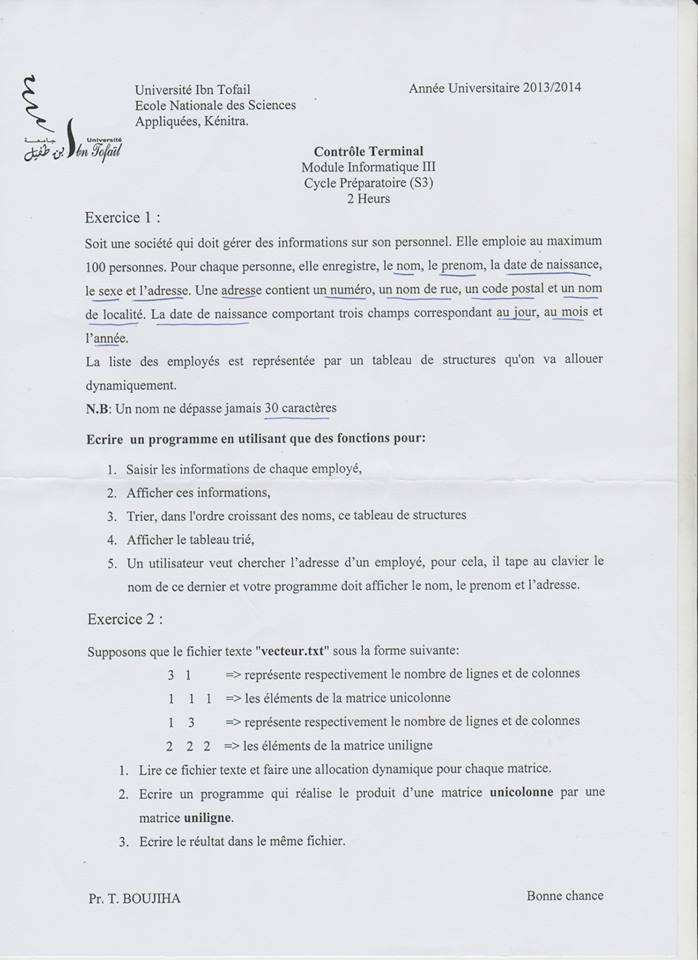 Université Ibn Tofail
Ecole Nationale des Sciences
Appliquées, Kénitra.
Année Universitaire 2013/2014
Université
جامعة
Ibn Tofaïl
بن طفيل
Contrôle Terminal
Module Informatique III
Cycle Préparatoire (S3)
2 Heurs
Exercice 1 :
Soit une société qui doit gérer des informations sur son personnel. Elle emploie au maximum
100 personnes. Pour chaque personne, elle enregistre, le nom, le prenom, la date de naissance,
le sexe et l'adresse. Une adresse contient un numéro, un nom de rue, un code postal et un nom
de localité. La date de naissance comportant trois champs correspondant au jour, au mois et
l'année.
La liste des employés est représentée par un tableau de structures qu'on va allouer
dynamiquement.
N.B: Un nom ne dépasse jamais 30 caractères
Ecrire un programme en utilisant que des fonctions pour:
1. Saisir les informations de chaque employé,
2. Afficher ces informations,
3. Trier, dans l'ordre croissant des noms, ce tableau de structures
4. Afficher le tableau trié,
5. Un utilisateur veut chercher l'adresse d'un employé, pour cela, il tape au clavier le
nom de ce dernier et votre programme doit afficher le nom, le prenom et l'adresse.
Exercice 2 :
Supposons que le fichier texte "vecteur.txt" sous la forme suivante:
3 1 => représente respectivement le nombre de lignes et de colonnes
1 1 1 => les éléments de la matrice unicolonne
1 3 => représente respectivement le nombre de lignes et de colonnes
2 2 2 => les éléments de la matrice uniligne
1. Lire ce fichier texte et faire une allocation dynamique pour chaque matrice.
2. Ecrire un programme qui réalise le produit d'une matrice unicolonne par une
matrice uniligne.
3. Ecrire le réultat dans le même fichier.
Pr. T. BOUJIHA
Bonne chance